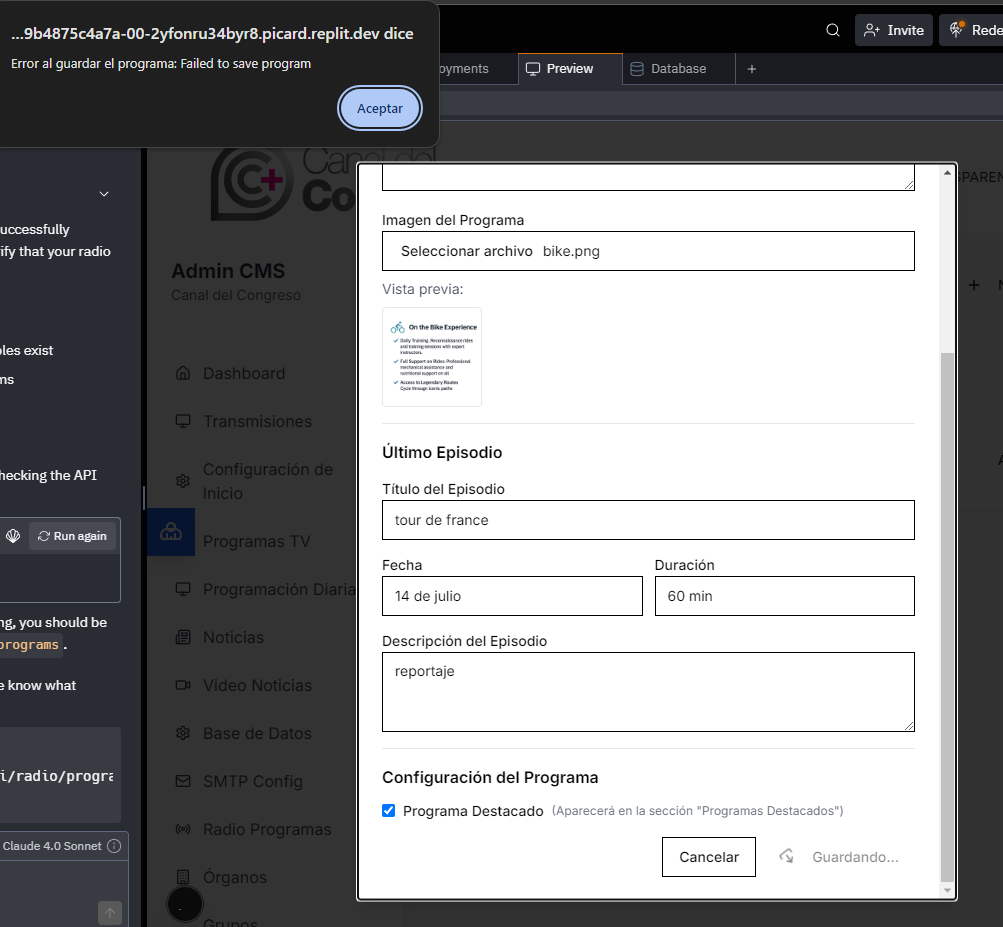 ...9b4875c4a7a-00-2yfonru34byr8.picard.replit.dev dice
Error al guardar el programa: Failed to save program
Aceptar
Invite
Rede
oyments
Preview
Database
uccessfully
ify that your radio
les exist
ms
hecking the API
Run again
ng, you should be
programs.
e know what
i/radio/progra
Claude 4.0 Sonnet
Canal del
Co
SPAREN
Admin CMS
Canal del Congreso
Dashboard
Transmisiones
Configuración de
Inicio
Programas TV
Programación Diaria
Noticias
Video Noticias
Base de Datos
SMTP Config
Radio Programas
Órganos
Grupos
Imagen del Programa
Seleccionar archivo bike.png
Vista previa:
On the Bike Experience
Daily Training, Reconnaissance rides
and training sessions with expert
instructors.
Full Support on Rides: Professional
mechanical assistance and
nutritional support on all
Access to Legendary Routes
Cycle through iconic paths
Último Episodio
Título del Episodio
tour de france
Fecha
Duración
14 de julio
60 min
Descripción del Episodio
reportaje
Configuración del Programa
Programa Destacado (Aparecerá en la sección "Programas Destacados")
Cancelar
Guardando...